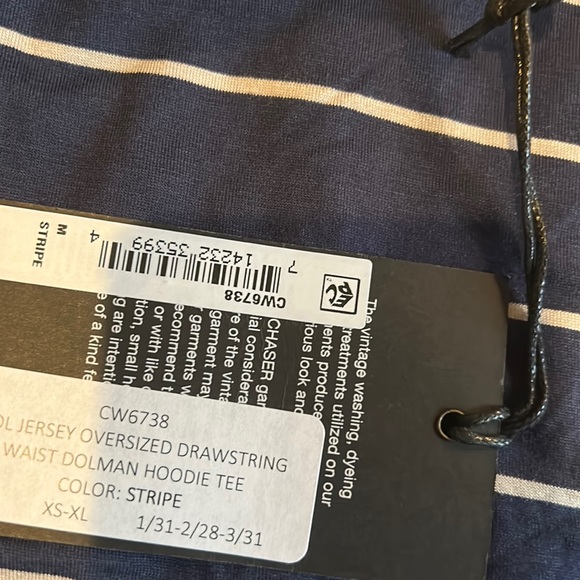 STRIPE
M
7 14232 35399 4
CW6738
The vintage washing, dyeing
treatments utilized on our
ments produce
ious look and
CHASER gar
ial considera
re of the vinta
garment may
garments w
ecommend t
or with like c
tion, small h
g are intenti
e of a kind fe
CW6738
OL JERSEY OVERSIZED DRAWSTRING
WAIST DOLMAN HOODIE TEE
COLOR: STRIPE
XS-XL 1/31-2/28-3/31